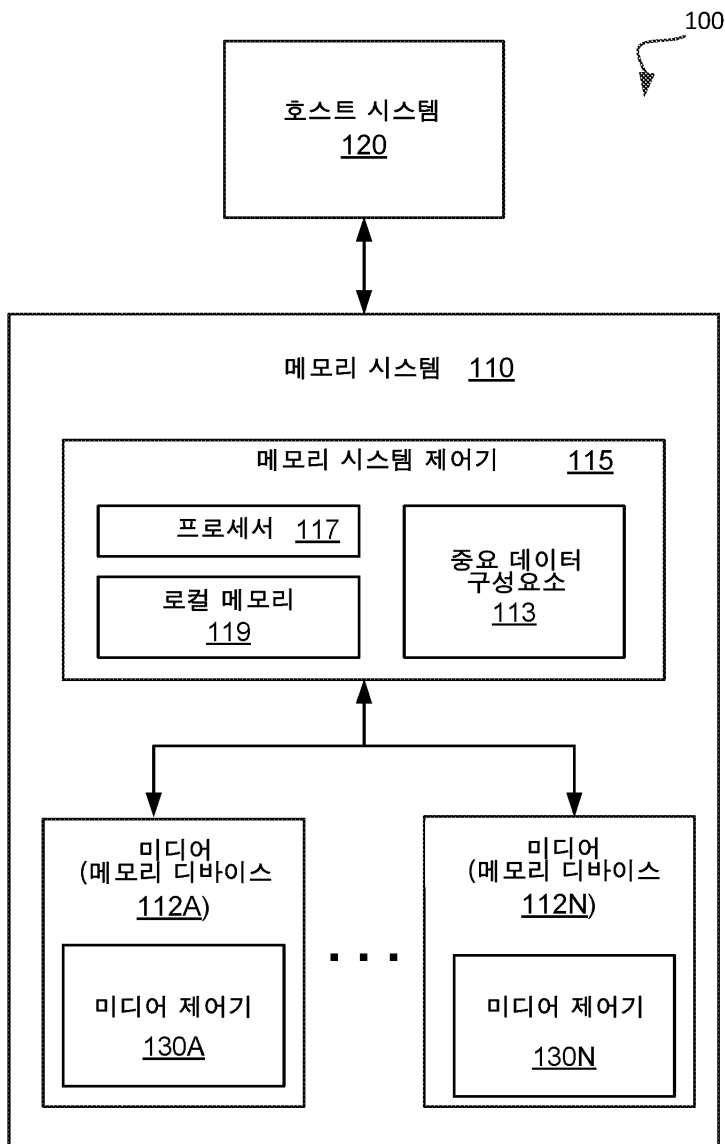 100
호스트 시스템
120
메모리 시스템 110
메모리 시스템 제어기 115
프로세서 117
로컬 메모리
119
중요 데이터
구성요소
113
미디어
(메모리 디바이스
112A)
미디어 제어기
130A
. . .
미디어
(메모리 디바이스
112N)
미디어 제어기
130N